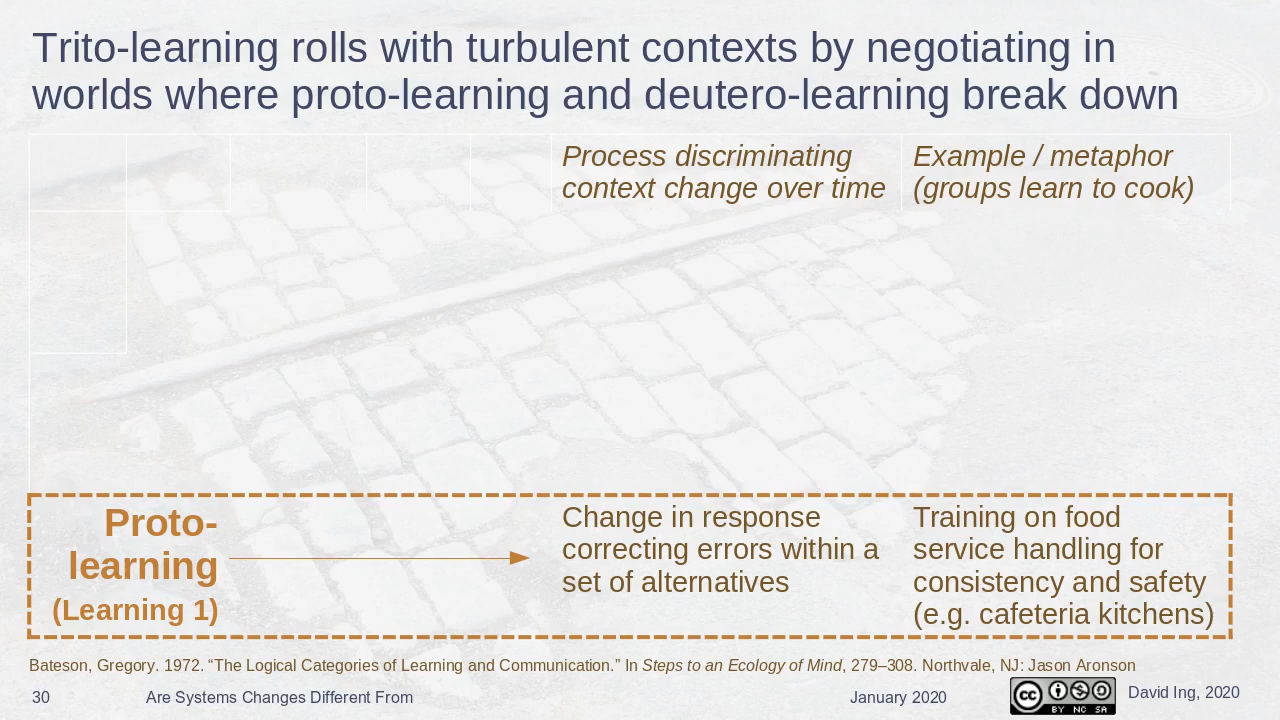 Trito-learning rolls with turbulent contexts by negotiating in
worlds where proto-learning and deutero-learning break down
Process discriminating
context change over time
Example / metaphor
(groups learn to cook)
Proto-
learning
(Learning 1)
Change in response
correcting errors within a
set of alternatives
Training on food
service handling for
consistency and safety
(e.g. cafeteria kitchens)
Bateson, Gregory. 1972. “The Logical Categories of Learning and Communication.” In Steps to an Ecology of Mind, 279–308. Northvale, NJ: Jason Aronson
30
Are Systems Changes Different From
January 2020
cc
BY NC SA
David Ing, 2020